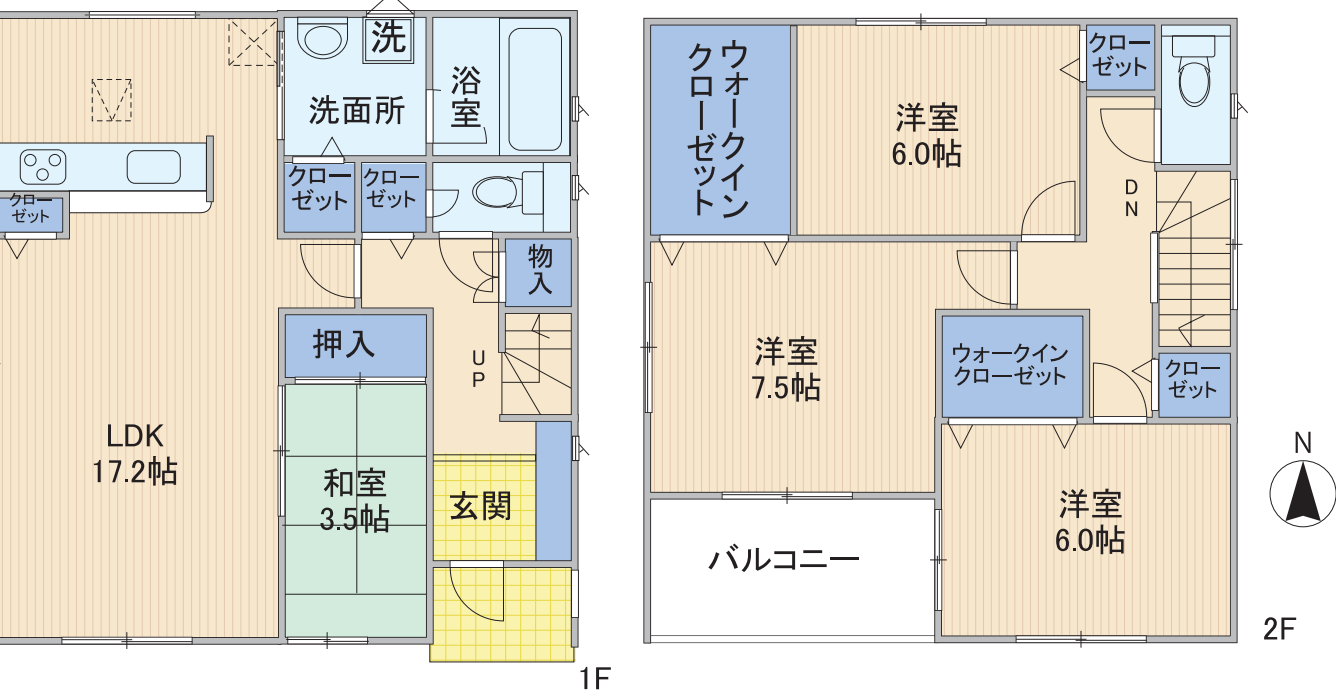 洗
洗面所
浴室
クローゼット
クローゼット
クローゼット
物入
押入
UP
LDK
17.2帖
和室
3.5帖
玄関
1F
ウォークイン
クローゼット
洋室
6.0帖
クローゼット
DN
洋室
7.5帖
ウォークイン
クローゼット
クローゼット
洋室
6.0帖
バルコニー
N
2F